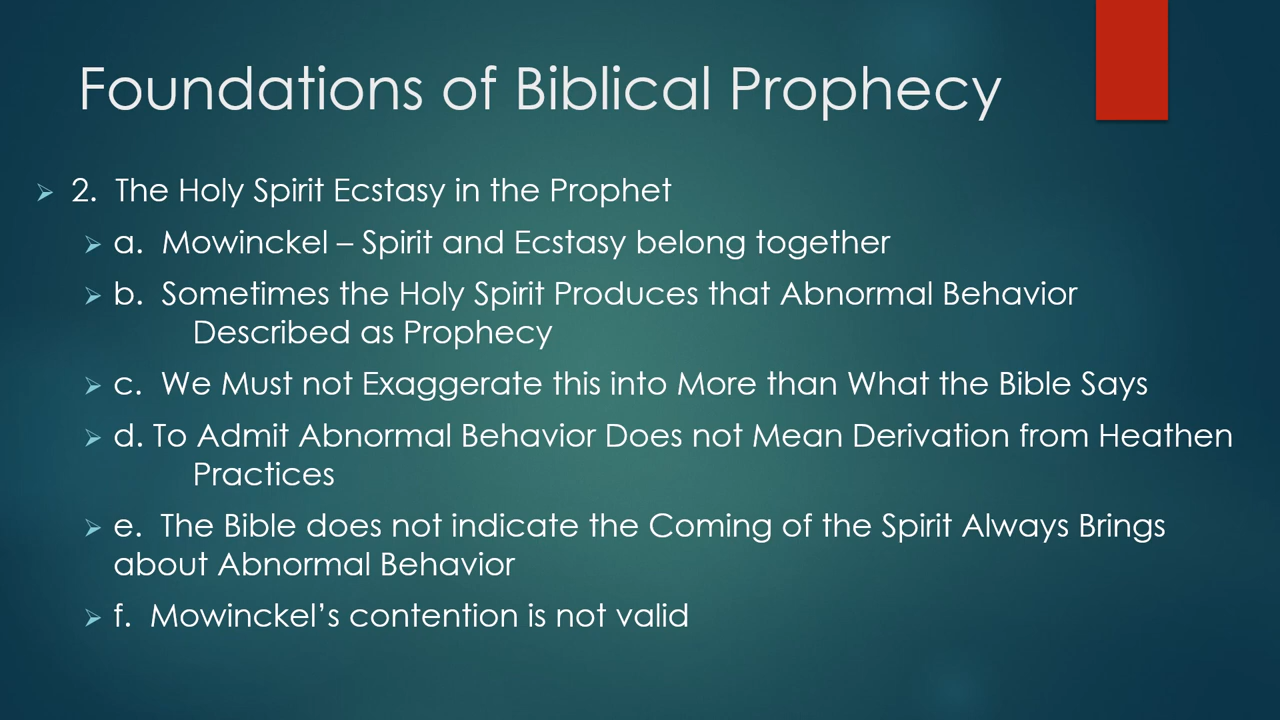 Foundations of Biblical Prophecy
2. The Holy Spirit Ecstasy in the Prophet
a. Mowinckel – Spirit and Ecstasy belong together
b. Sometimes the Holy Spirit Produces that Abnormal Behavior
Described as Prophecy
c. We Must not Exaggerate this into More than What the Bible Says
d. To Admit Abnormal Behavior Does not Mean Derivation from Heathen
Practices
e. The Bible does not indicate the Coming of the Spirit Always Brings
about Abnormal Behavior
f. Mowinckel’s contention is not valid